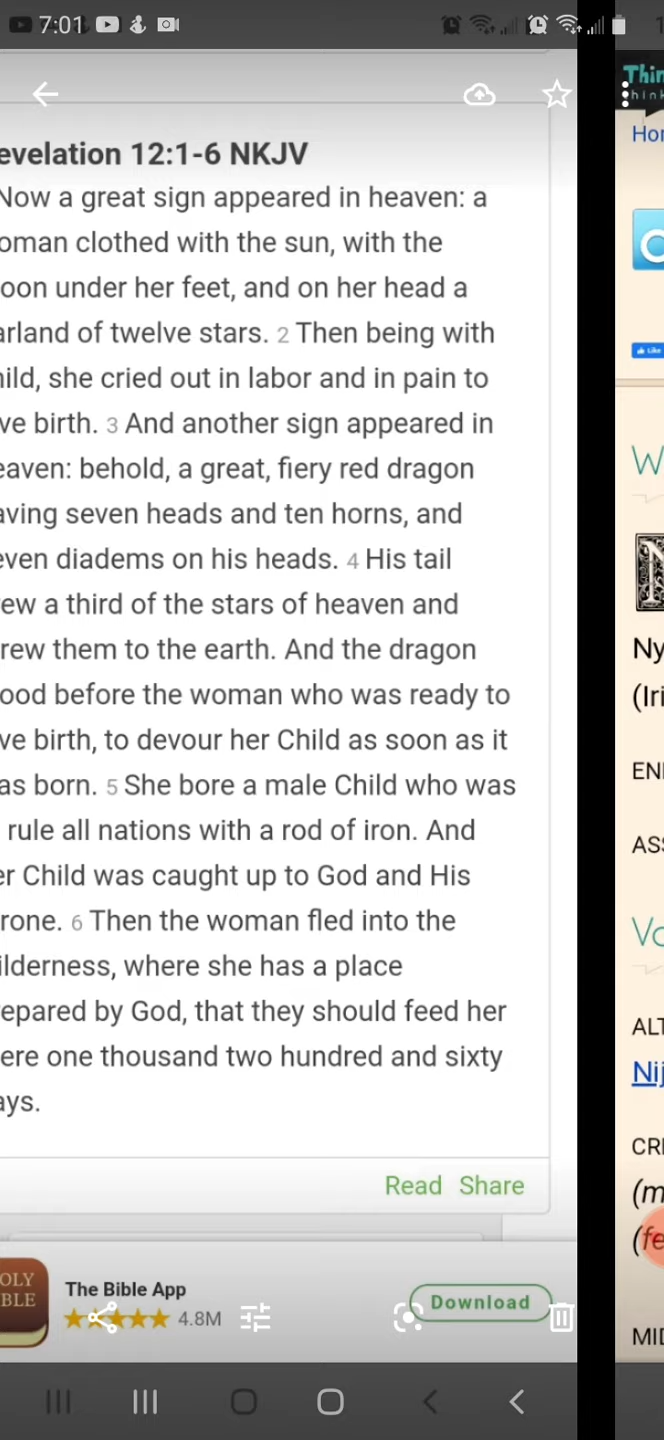 7:01
evelation 12:1-6 NKJV
Now a great sign appeared in heaven: a
oman clothed with the sun, with the
oon under her feet, and on her head a
arland of twelve stars. 2 Then being with
hild, she cried out in labor and in pain to
ve birth. 3 And another sign appeared in
eaven: behold, a great, fiery red dragon
aving seven heads and ten horns, and
even diadems on his heads. 4 His tail
rew a third of the stars of heaven and
rew them to the earth. And the dragon
ood before the woman who was ready to
ve birth, to devour her Child as soon as it
as born. 5 She bore a male Child who was
rule all nations with a rod of iron. And
er Child was caught up to God and His
rone. 6 Then the woman fled into the
ilderness, where she has a place
repared by God, that they should feed her
ere one thousand two hundred and sixty
ays.
Read Share
OLY
BLE
The Bible App
4.8M
Download
Thin
hink
Hor
Like
W
N
Ny
(Iri
EN
AS
Vo
ALT
Nij
CR
(m
(fe
MID